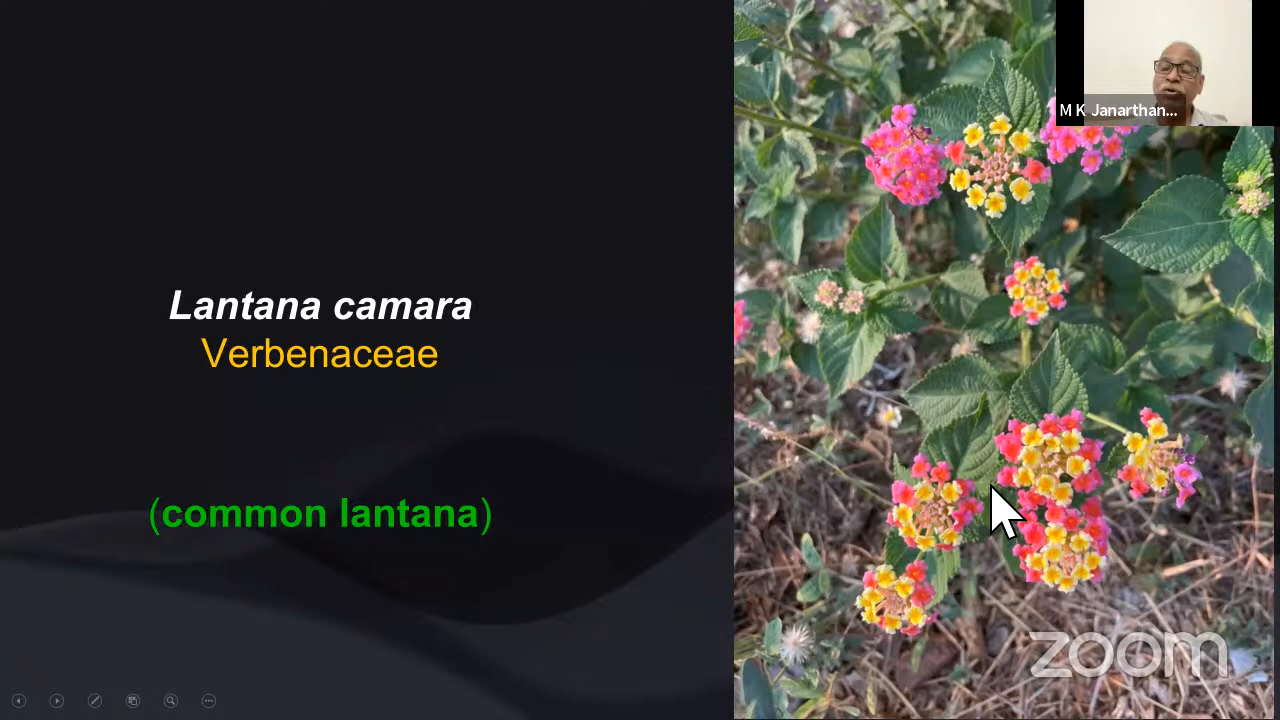 Lantana camara
Verbenaceae
(common lantana)
M K Janarthan...
zoom